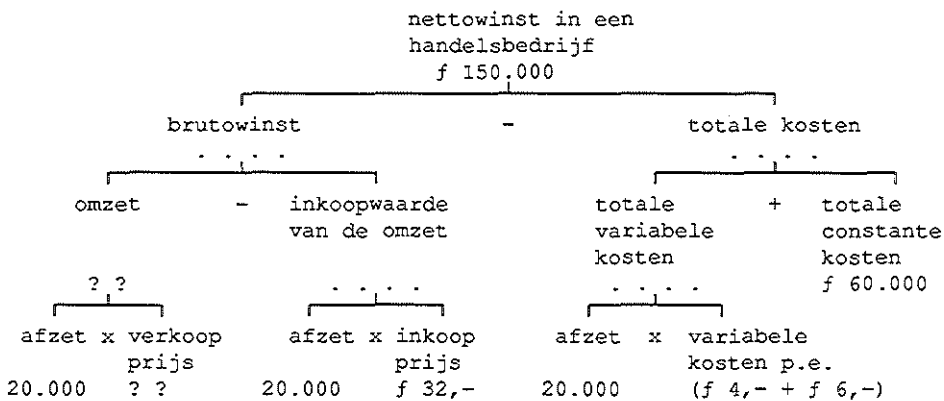 nettowinst in een
handelsbedrijf
ƒ 150.000
brutowinst - totale kosten
. . . . . . . .
omzet - inkoopwaarde totale + totale
van de omzet variabele constante
kosten kosten
? ? . . . . . . . . ƒ 60.000
afzet x verkoop afzet x inkoop afzet x variabele
prijs prijs kosten p.e.
20.000 ? ? 20.000 ƒ 32,- 20.000 (ƒ 4,- + ƒ 6,-)